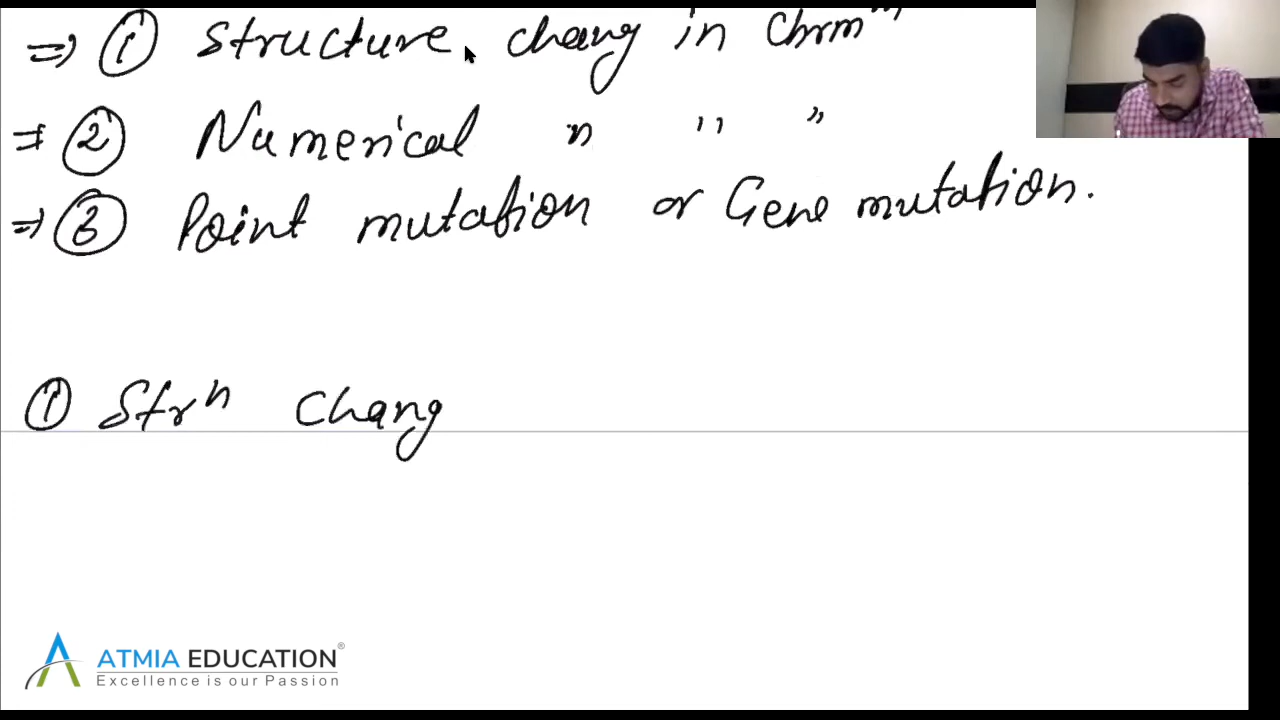 => ① Structure. chang in Chrm^m
=> ② Numerical " " "
=> ③ Point mutation or Gene mutation.
① Str^n Chang
ATMIA EDUCATION®
Excellence is our Passion